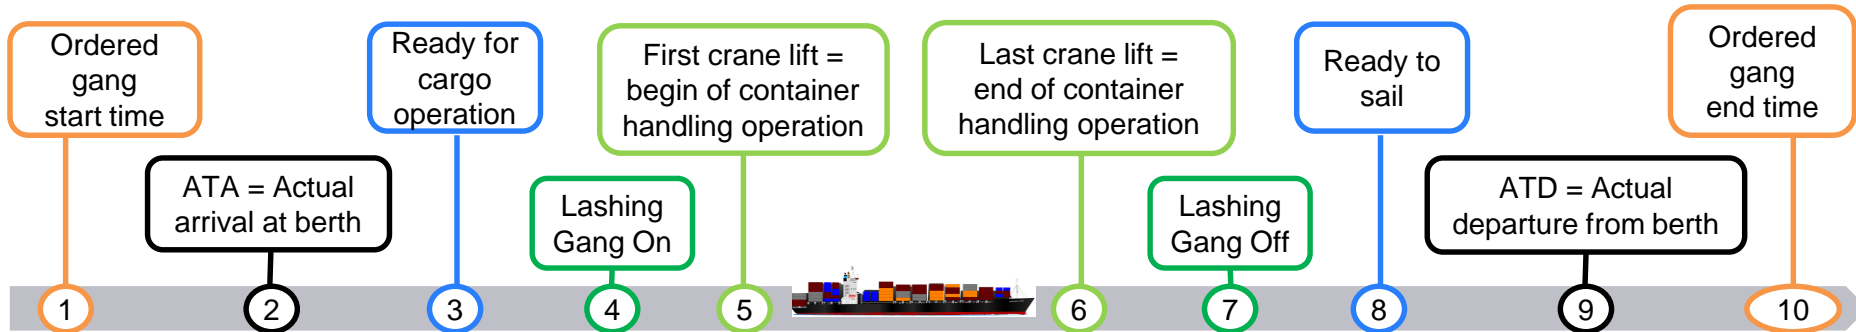 Ordered
gang
start time
ATA = Actual
arrival at berth
Ready for
cargo
operation
Lashing
Gang On
First crane lift =
begin of container
handling operation
Last crane lift =
end of container
handling operation
Lashing
Gang Off
Ready to
sail
ATD = Actual
departure from berth
Ordered
gang
end time
1
2
3
4
5
6
7
8
9
10